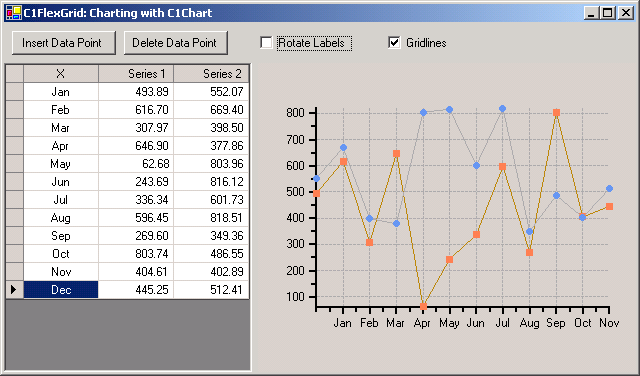 C1FlexGrid: Charting with C1Chart
Insert Data Point Delete Data Point Rotate Labels Gridlines
X Series 1 Series 2
Jan 493.89 552.07
Feb 616.70 669.40
Mar 307.97 398.50
Apr 646.90 377.86
May 62.68 803.96
Jun 243.69 816.12
Jul 336.34 601.73
Aug 596.45 818.51
Sep 269.60 349.36
Oct 803.74 486.55
Nov 404.61 402.89
Dec 445.25 512.41
800
700
600
500
400
300
200
100
Jan Feb Mar Apr May Jun Jul Aug Sep Oct Nov